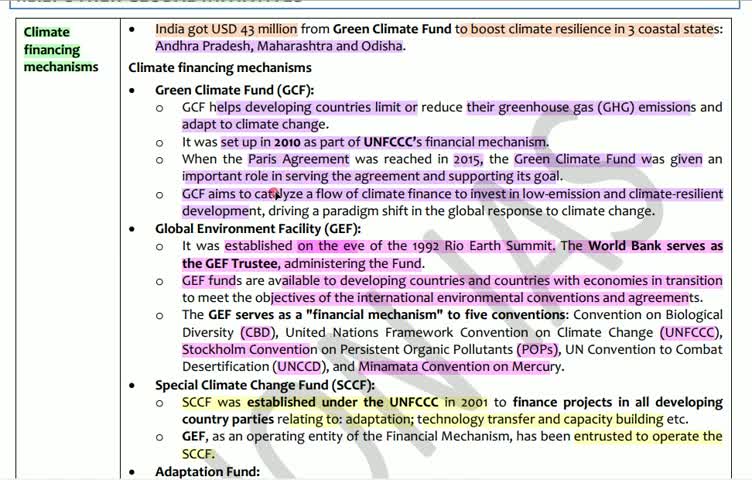 Climate
financing
mechanisms
• India got USD 43 million from Green Climate Fund to boost climate resilience in 3 coastal states:
Andhra Pradesh, Maharashtra and Odisha.
Climate financing mechanisms
• Green Climate Fund (GCF):
o GCF helps developing countries limit or reduce their greenhouse gas (GHG) emissions and
adapt to climate change.
o It was set up in 2010 as part of UNFCCC's financial mechanism.
o When the Paris Agreement was reached in 2015, the Green Climate Fund was given an
important role in serving the agreement and supporting its goal.
o GCF aims to catalyze a flow of climate finance to invest in low-emission and climate-resilient
development, driving a paradigm shift in the global response to climate change.
• Global Environment Facility (GEF):
o It was established on the eve of the 1992 Rio Earth Summit. The World Bank serves as
the GEF Trustee, administering the Fund.
o GEF funds are available to developing countries and countries with economies in transition
to meet the objectives of the international environmental conventions and agreements.
o The GEF serves as a "financial mechanism" to five conventions: Convention on Biological
Diversity (CBD), United Nations Framework Convention on Climate Change (UNFCCC),
Stockholm Convention on Persistent Organic Pollutants (POPs), UN Convention to Combat
Desertification (UNCCD), and Minamata Convention on Mercury.
• Special Climate Change Fund (SCCF):
o SCCF was established under the UNFCCC in 2001 to finance projects in all developing
country parties relating to: adaptation; technology transfer and capacity building etc.
o GEF, as an operating entity of the Financial Mechanism, has been entrusted to operate the
SCCF.
• Adaptation Fund: